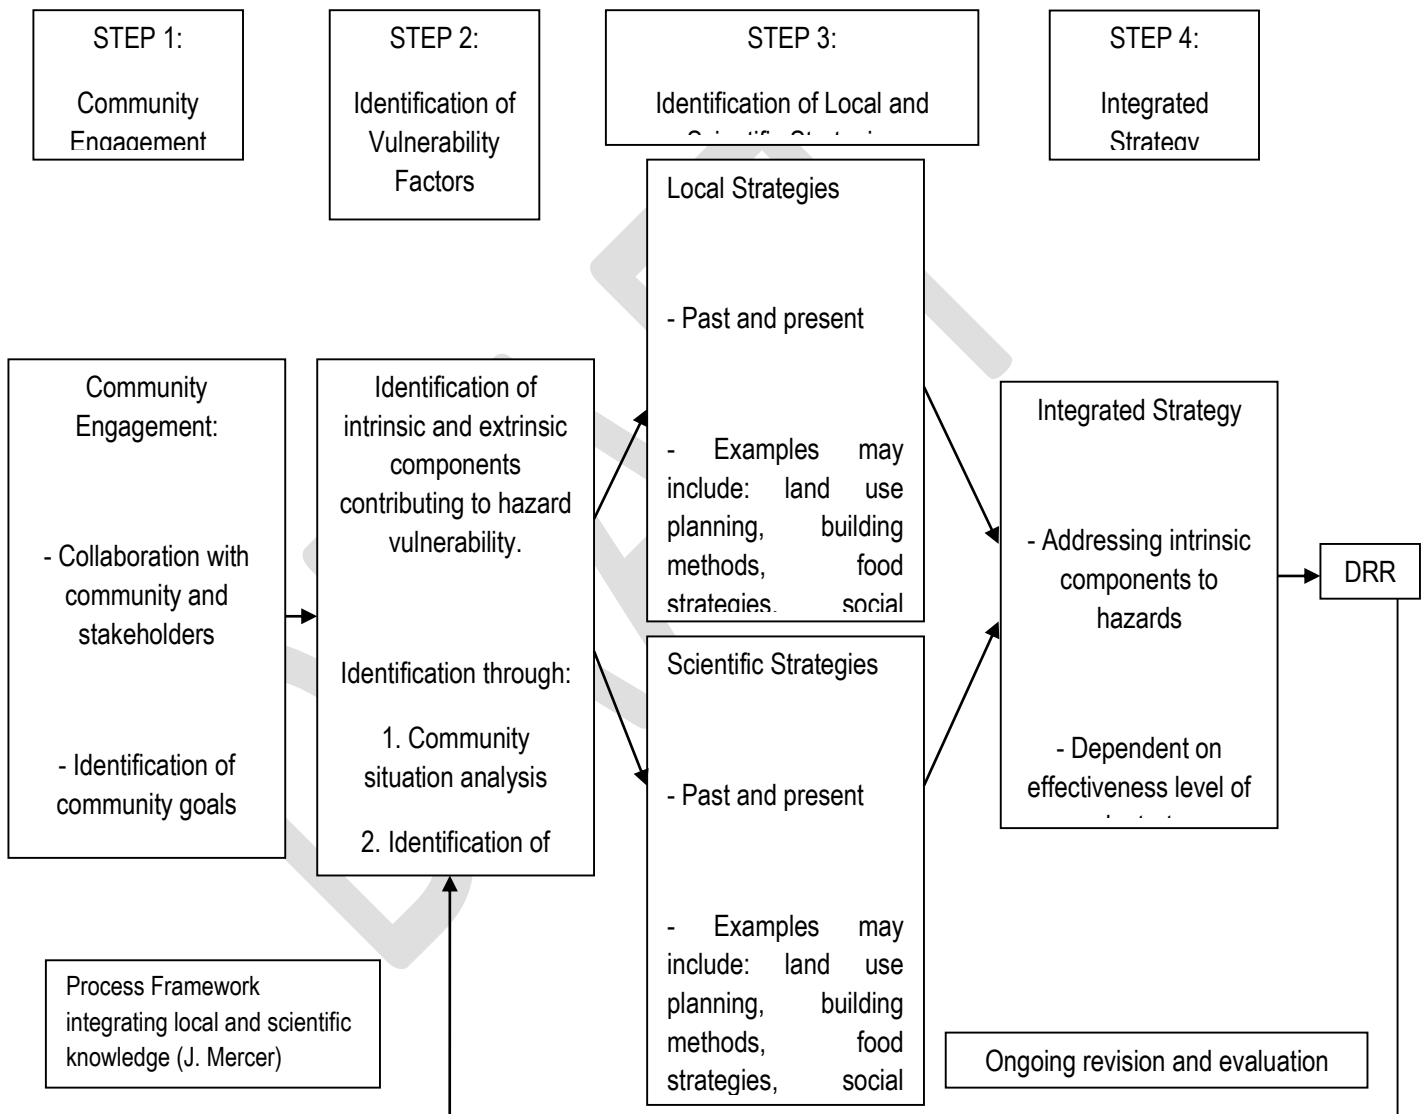 STEP 1:
Community
Engagement
STEP 2:
Identification of
Vulnerability
Factors
STEP 3:
Identification of Local and
STEP 4:
Integrated
Strategy
Community
Engagement:
- Collaboration with
community and
stakeholders
- Identification of
community goals
Identification of
intrinsic and extrinsic
components
contributing to hazard
vulnerability.
Identification through:
1. Community
situation analysis
2. Identification of
Local Strategies
- Past and present
- Examples may
include: land use
planning, building
methods, food
strategies, social
Scientific Strategies
- Past and present
- Examples may
include: land use
planning, building
methods, food
strategies, social
Integrated Strategy
- Addressing intrinsic
components to
hazards
- Dependent on
effectiveness level of
DRR
Process Framework
integrating local and scientific
knowledge (J. Mercer)
Ongoing revision and evaluation
DRAFT